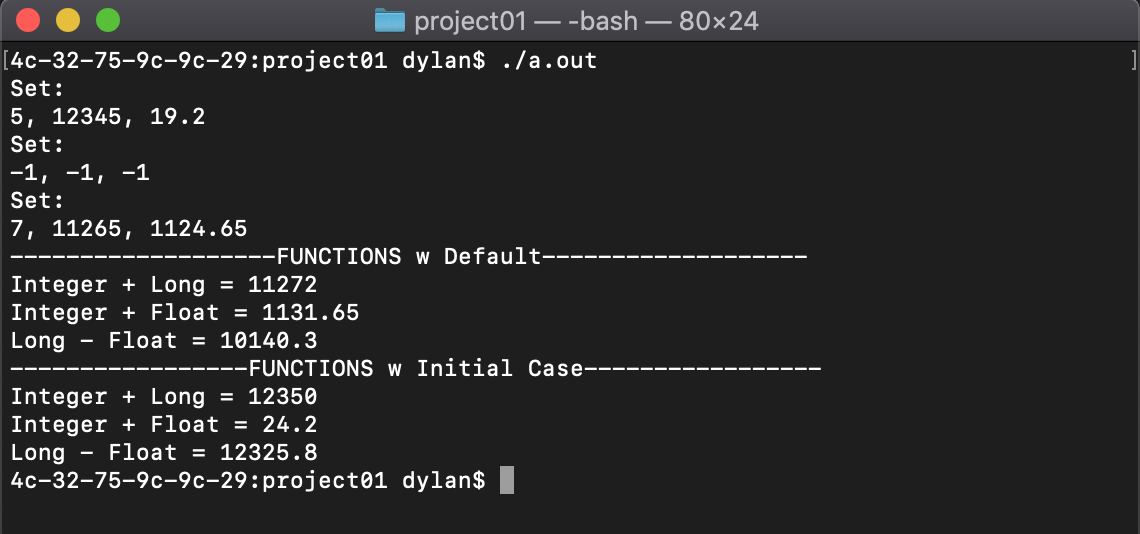 project01 — -bash — 80×24
[4c-32-75-9c-9c-29:project01 dylan$ ./a.out ]
Set:
5, 12345, 19.2
Set:
-1, -1, -1
Set:
7, 11265, 1124.65
-------------------FUNCTIONS w Default-------------------
Integer + Long = 11272
Integer + Float = 1131.65
Long - Float = 10140.3
-----------------FUNCTIONS w Initial Case-----------------
Integer + Long = 12350
Integer + Float = 24.2
Long - Float = 12325.8
4c-32-75-9c-9c-29:project01 dylan$